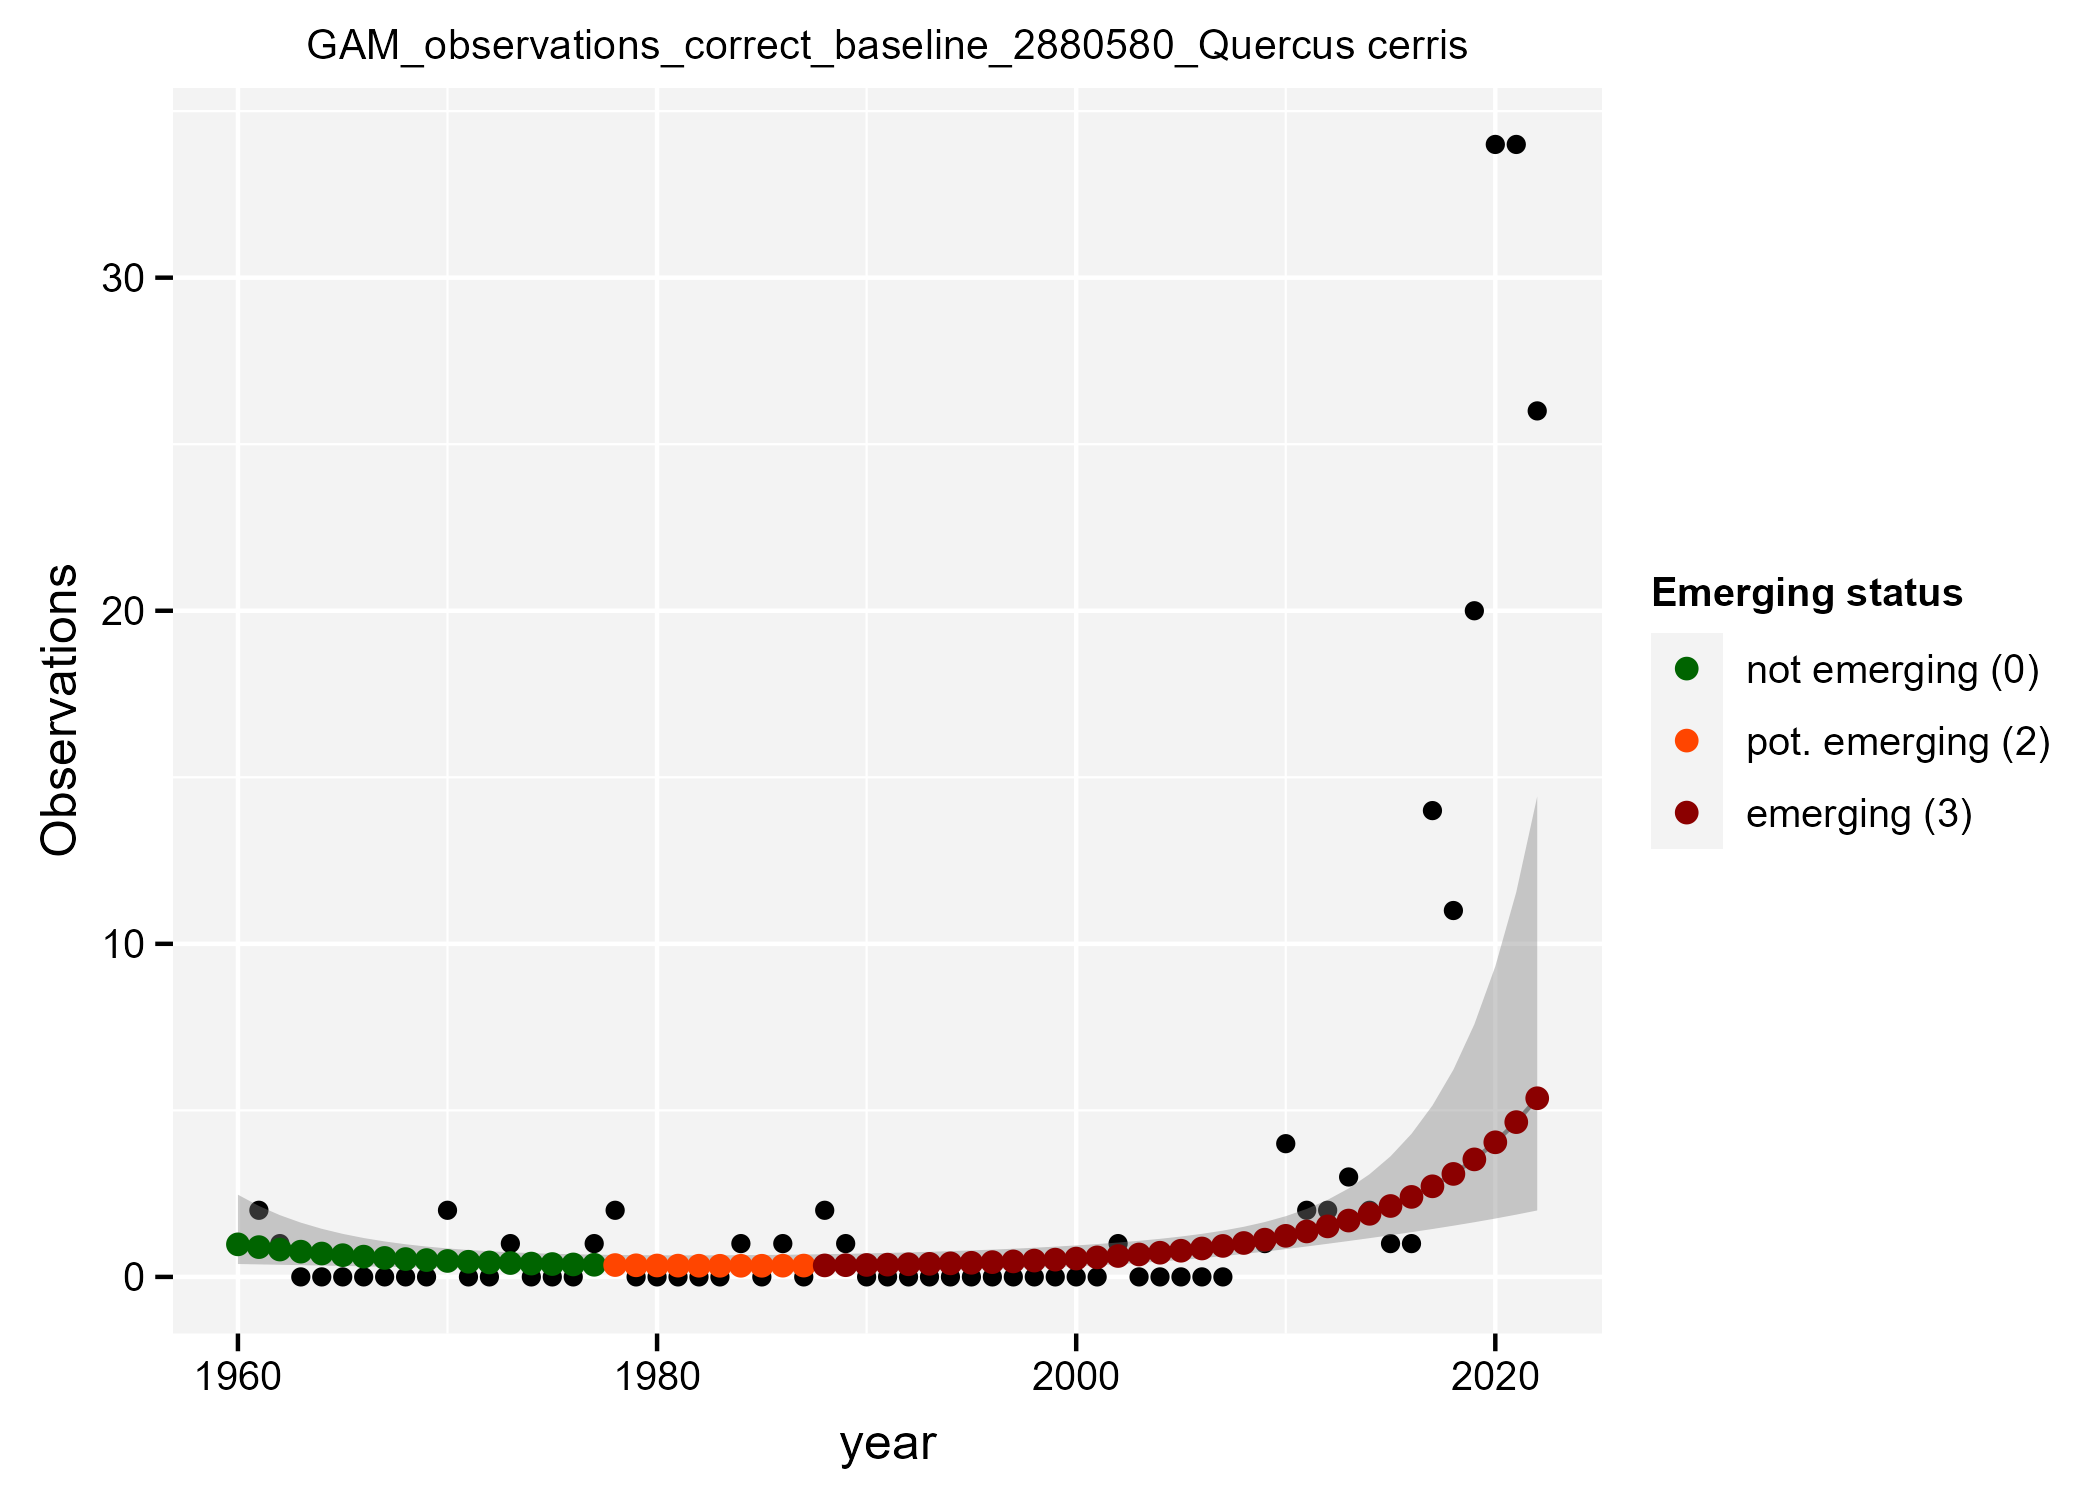 GAM_observations_correct_baseline_2880580_Quercus cerris
Observations
30
20
10
0
1960
1980
2000
2020
year
Emerging status
not emerging (0)
pot. emerging (2)
emerging (3)